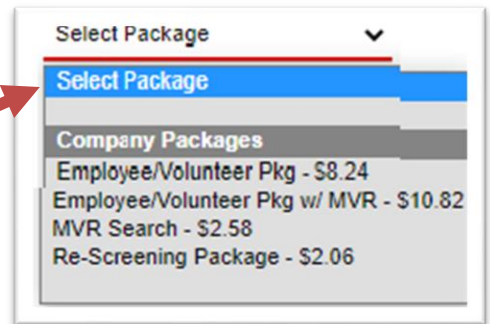 Select Package
Select Package
Company Packages
Employee/Volunteer Pkg - $8.24
Employee/Volunteer Pkg w/ MVR - $10.82
MVR Search - $2.58
Re-Screening Package - $2.06